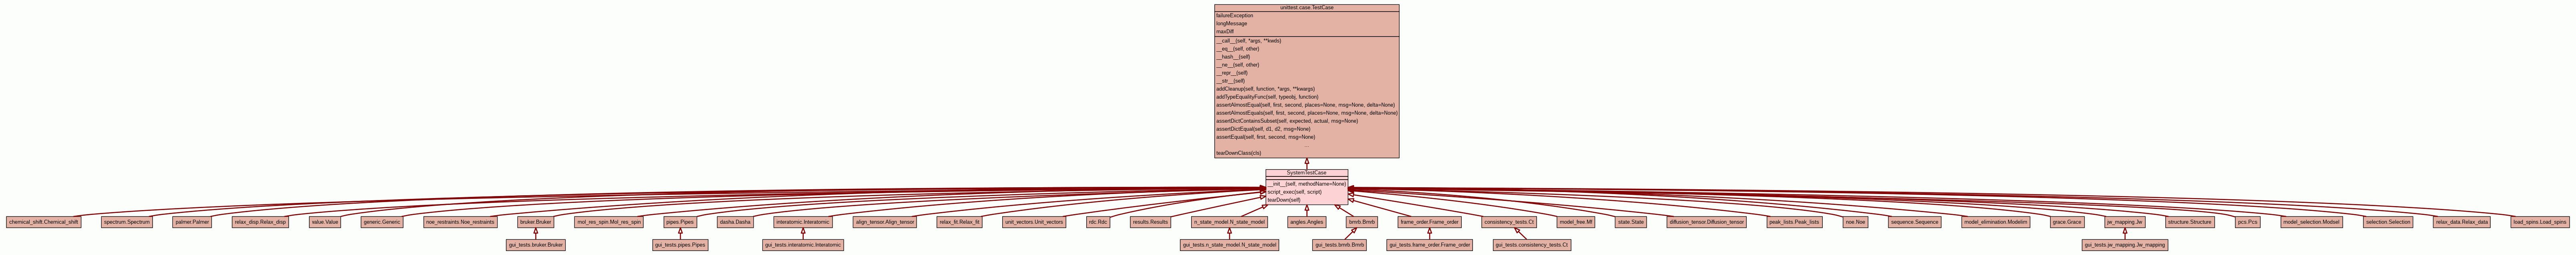 unittest.case.TestCase
failureException
longMessage
maxDiff
__call__(self, *args, **kwds)
__eq__(self, other)
__hash__(self)
__ne__(self, other)
__repr__(self)
__str__(self)
addCleanup(self, function, *args, **kwargs)
addTypeEqualityFunc(self, typeobj, function)
assertAlmostEqual(self, first, second, places=None, msg=None, delta=None)
assertAlmostEquals(self, first, second, places=None, msg=None, delta=None)
assertDictContainsSubset(self, expected, actual, msg=None)
assertDictEqual(self, d1, d2, msg=None)
assertEqual(self, first, second, msg=None)
...
tearDownClass(cls)
SystemTestCase
__init__(self, methodName=None)
script_exec(self, script)
tearDown(self)
chemical_shift.Chemical_shift
spectrum.Spectrum
palmer.Palmer
relax_disp.Relax_disp
value.Value
generic.Generic
noe_restraints.Noe_restraints
bruker.Bruker
mol_res_spin.Mol_res_spin
pipes.Pipes
dasha.Dasha
interatomic.Interatomic
align_tensor.Align_tensor
relax_fit.Relax_fit
unit_vectors.Unit_vectors
rdc.Rdc
results.Results
n_state_model.N_state_model
angles.Angles
bmrb.Bmrb
frame_order.Frame_order
consistency_tests.Ct
model_free.Mf
state.State
diffusion_tensor.Diffusion_tensor
peak_lists.Peak_lists
noe.Noe
sequence.Sequence
model_elimination.Modelim
grace.Grace
jw_mapping.Jw
structure.Structure
pcs.Pcs
model_selection.Modsel
selection.Selection
relax_data.Relax_data
load_spins.Load_spins
gui_tests.bruker.Bruker
gui_tests.pipes.Pipes
gui_tests.interatomic.Interatomic
gui_tests.n_state_model.N_state_model
gui_tests.bmrb.Bmrb
gui_tests.frame_order.Frame_order
gui_tests.consistency_tests.Ct
gui_tests.jw_mapping.Jw_mapping